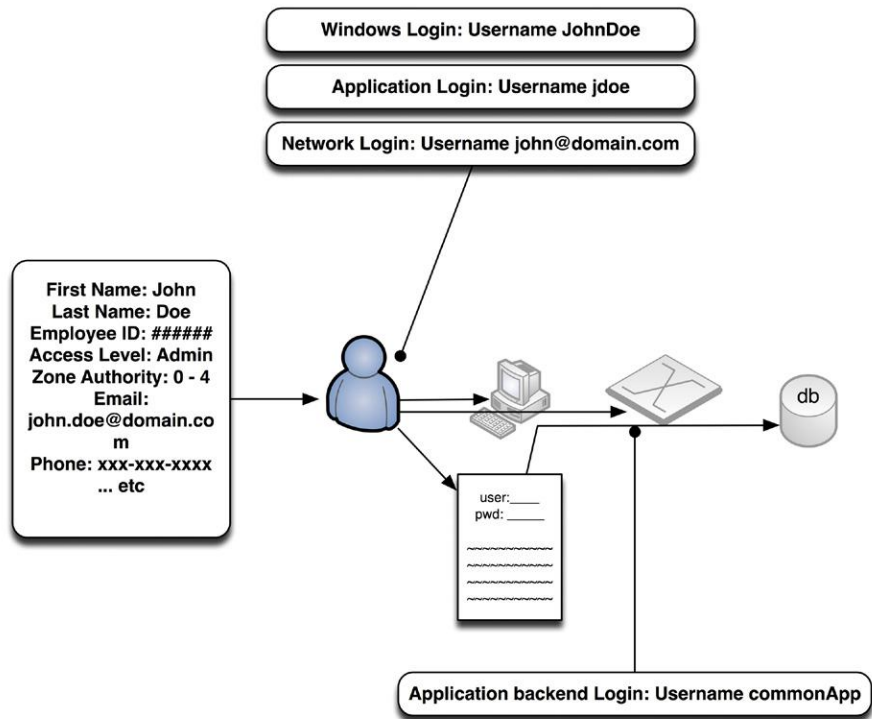 Windows Login: Username JohnDoe
Application Login: Username jdoe
Network Login: Username john@domain.com
First Name: John
Last Name: Doe
Employee ID: ######
Access Level: Admin
Zone Authority: 0 - 4
Email:
john.doe@domain.co
m
Phone: xxx-xxx-xxxx
... etc
db
user:____
pwd: _____
Application backend Login: Username commonApp